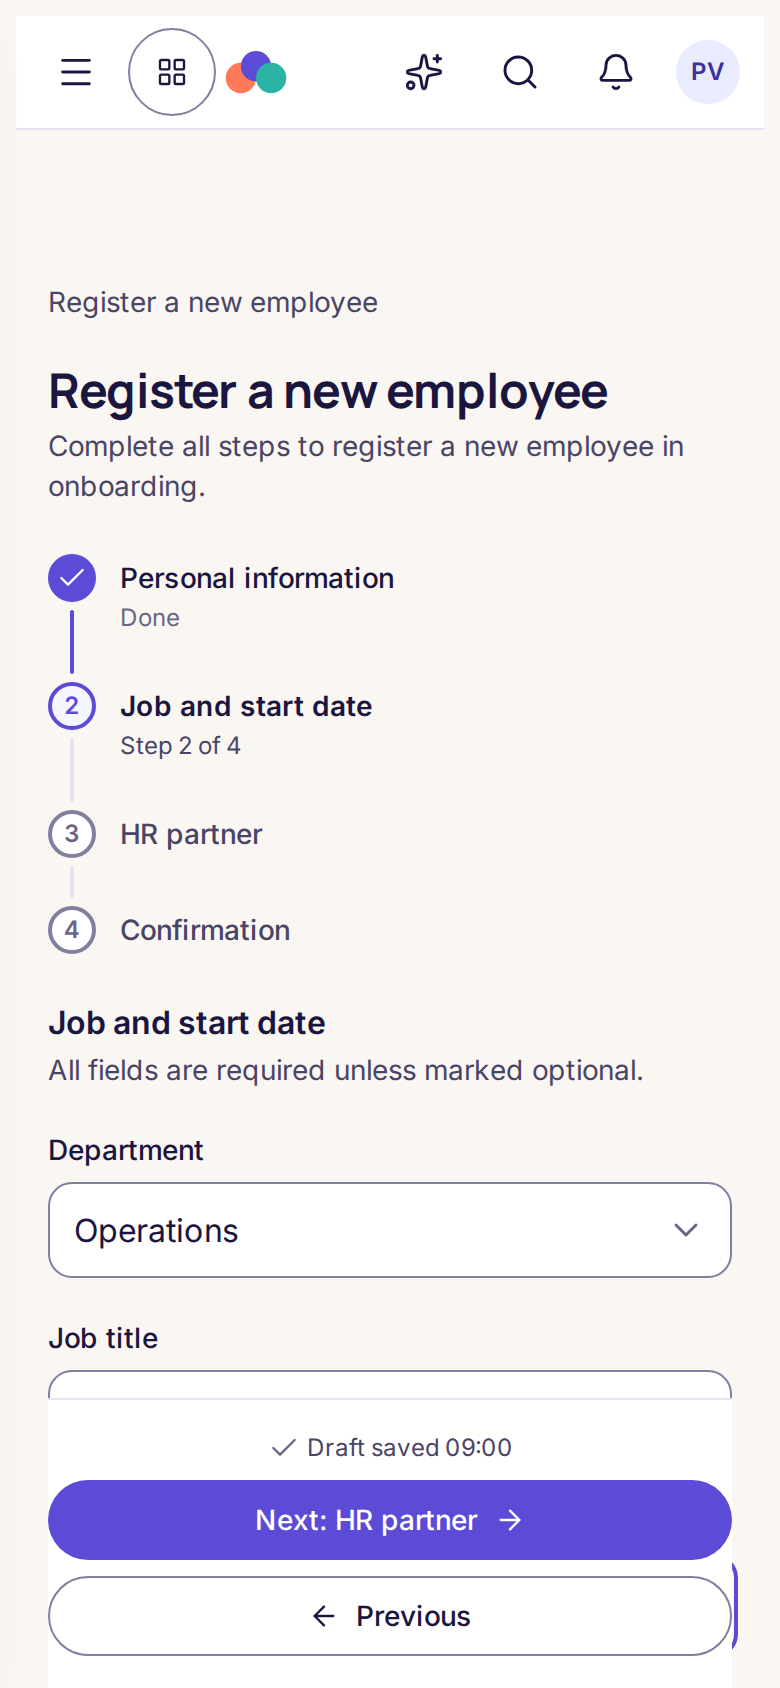 PV
Register a new employee
Register a new employee
Complete all steps to register a new employee in
onboarding.
Personal information
Done
2
Job and start date
Step 2 of 4
3
HR partner
4
Confirmation
Job and start date
All fields are required unless marked optional.
Department
Operations
Job title
Draft saved 09:00
Next: HR partner
Previous